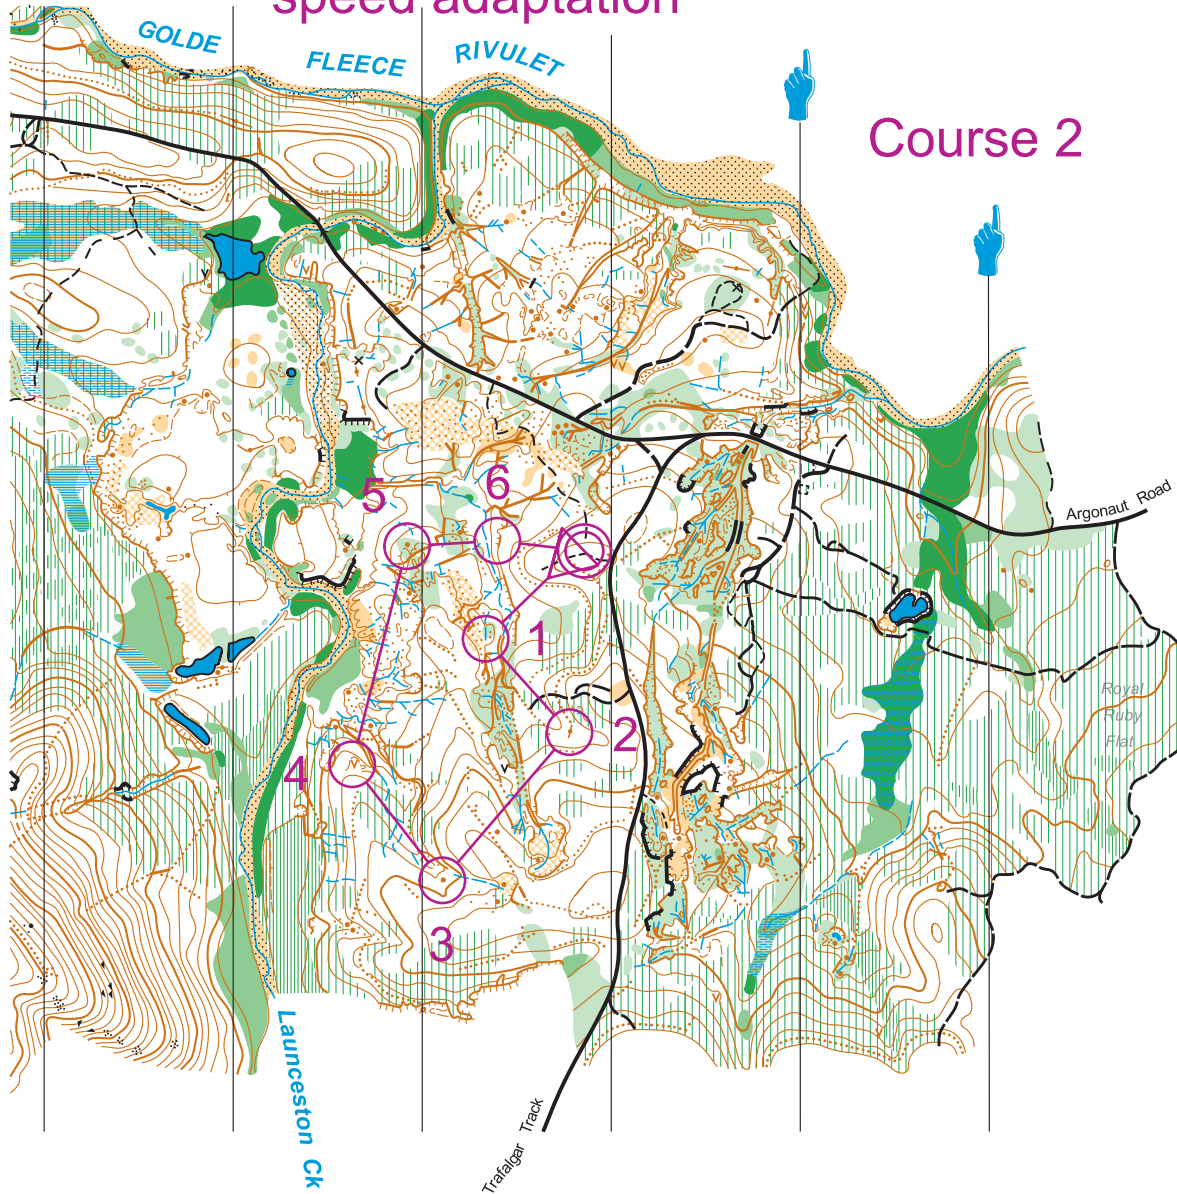 speed adaptation
GOLDE
FLEECE
RIVULET
Course 2
Argonaut Road
5
6
1
2
4
3
Royal
Ruby
Flat
Launceston Ck
Trafalgar Track